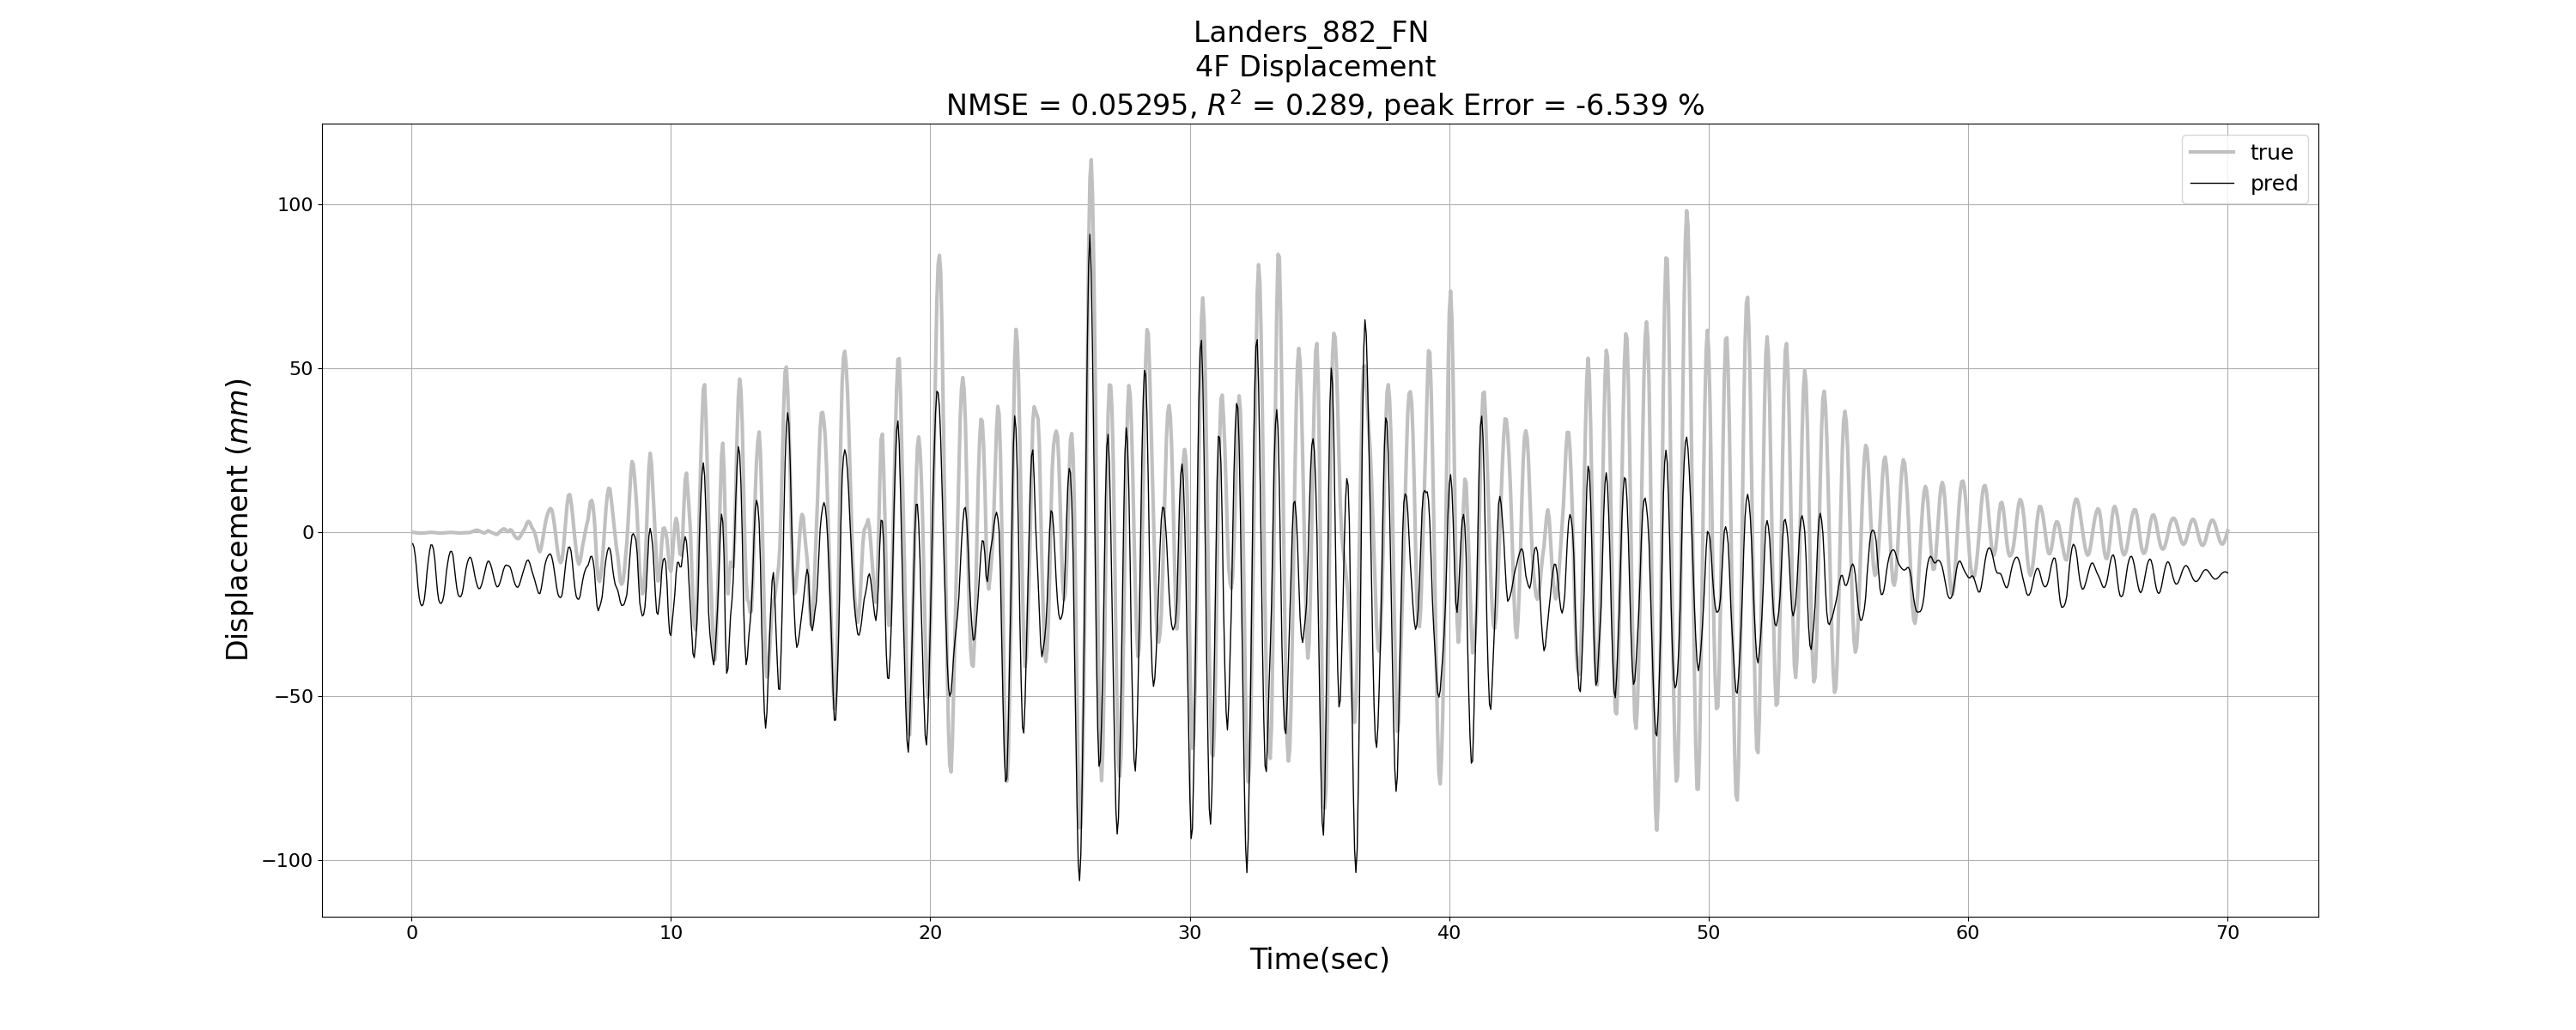 Landers_882_FN
4F Displacement
NMSE = 0.05295, R² = 0.289, peak Error = -6.539 %
true
pred
100
50
0
−50
−100
Displacement (mm)
0 10 20 30 40 50 60 70
Time(sec)